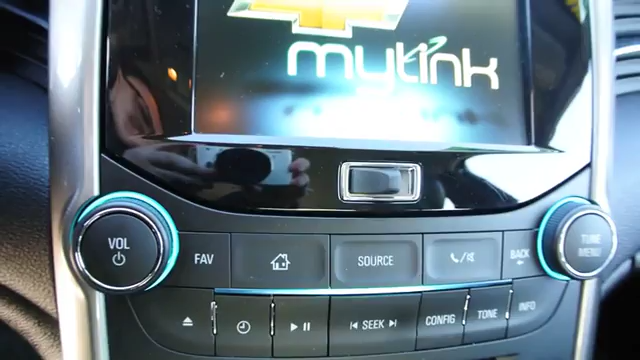 mylink
VOL
FAV
SOURCE
BACK
TUNE
MENU
SEEK
CONFIG
TONE
INFO